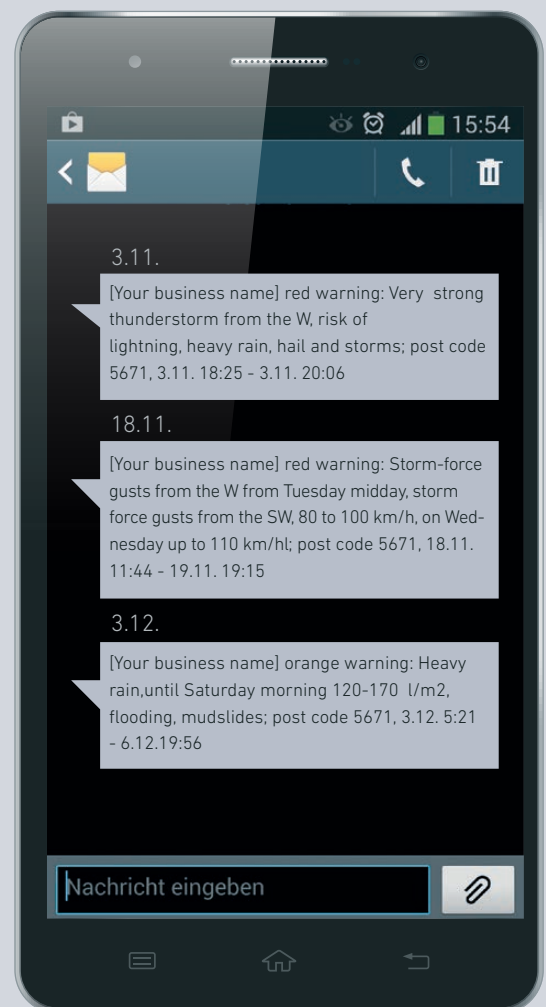 15:54
3.11.
[Your business name] red warning: Very  strong
thunderstorm from the W, risk of
lightning, heavy rain, hail and storms; post code
5671, 3.11. 18:25 - 3.11. 20:06
18.11.
[Your business name] red warning: Storm-force
gusts from the W from Tuesday midday, storm
force gusts from the SW, 80 to 100 km/h, on Wed-
nesday up to 110 km/hl; post code 5671, 18.11.
11:44 - 19.11. 19:15
3.12.
[Your business name] orange warning: Heavy
rain,until Saturday morning 120-170  l/m2,
flooding, mudslides; post code 5671, 3.12. 5:21
- 6.12.19:56
Nachricht eingeben